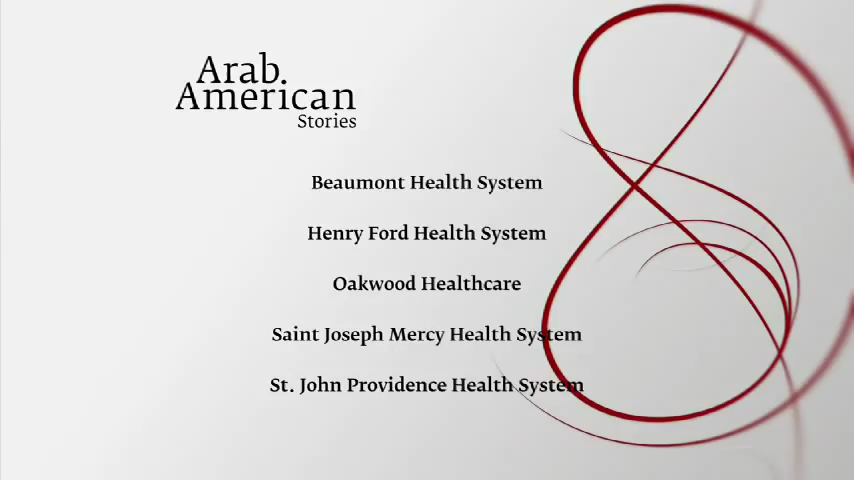 Arab.
American
Stories
Beaumont Health System
Henry Ford Health System
Oakwood Healthcare
Saint Joseph Mercy Health System
St. John Providence Health System